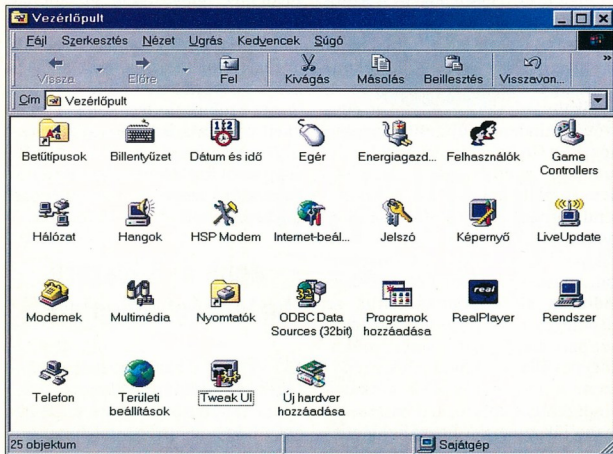 Vezérlőpult
Fájl Szerkesztés Nézet Ugrás Kedvencek Súgó
Vissza Előre Fel Kivágás Másolás Beillesztés Visszavon... »
Cím Vezérlőpult
Betűtípusok Billentyűzet Dátum és idő Egér Energiagazd... Felhasználók Game
Controllers
Hálózat Hangok HSP Modem Internet-beál... Jelszó Képernyő LiveUpdate
Modemek Multimédia Nyomtatók ODBC Data Programok RealPlayer Rendszer
Sources (32bit) hozzáadása
Telefon Területi Tweak UI Új hardver
beállítások hozzáadása
25 objektum Sajátgép